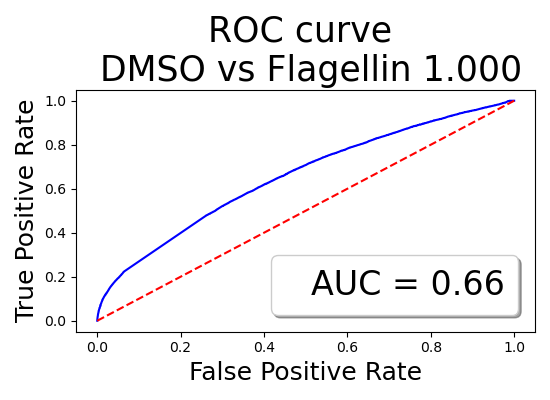 ROC curve
DMSO vs Flagellin 1.000
True Positive Rate
1.0
0.8
0.6
0.4
0.2
0.0
AUC = 0.66
0.0 0.2 0.4 0.6 0.8 1.0
False Positive Rate